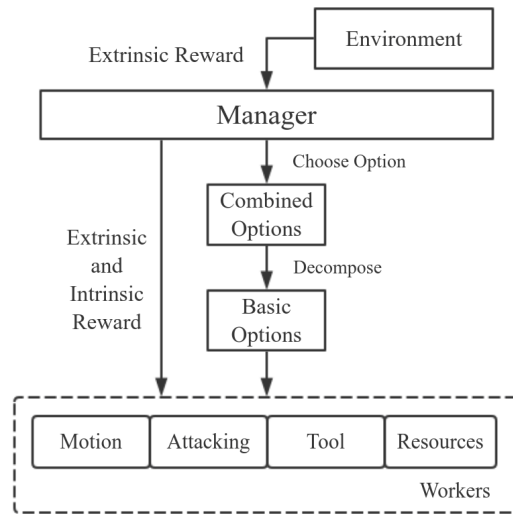 Environment
Extrinsic Reward
Manager
Choose Option
Combined
Options
Extrinsic
and
Intrinsic
Reward
Decompose
Basic
Options
Motion
Attacking
Tool
Resources
Workers